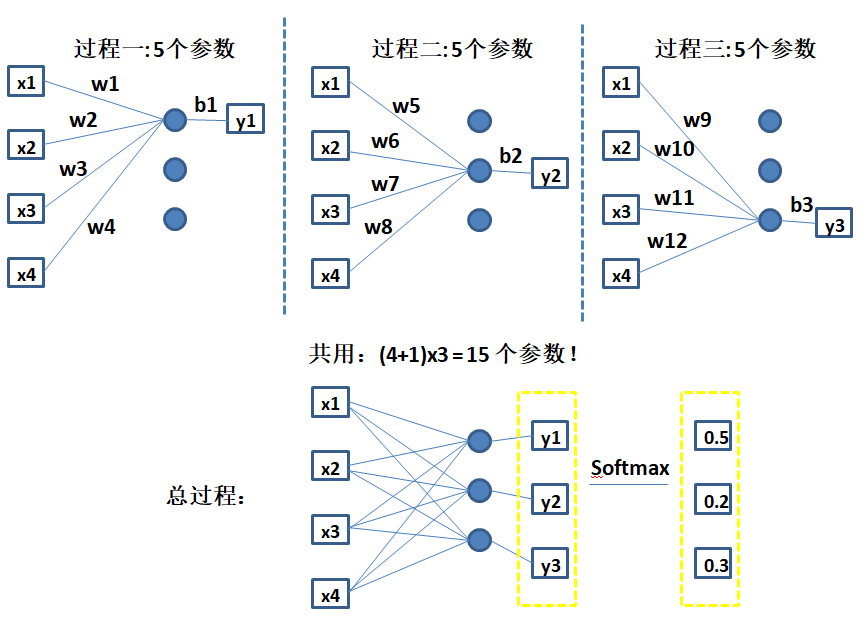 过程一:5个参数
x1
w1
x2
w2
x3
w3
x4
w4
b1
y1
过程二:5个参数
x1
w5
x2
w6
x3
w7
x4
w8
b2
y2
过程三:5个参数
x1
w9
x2
w10
x3
w11
x4
w12
b3
y3
共用：(4+1)x3 = 15 个参数！
总过程：
x1
x2
x3
x4
y1
y2
y3
Softmax
0.5
0.2
0.3